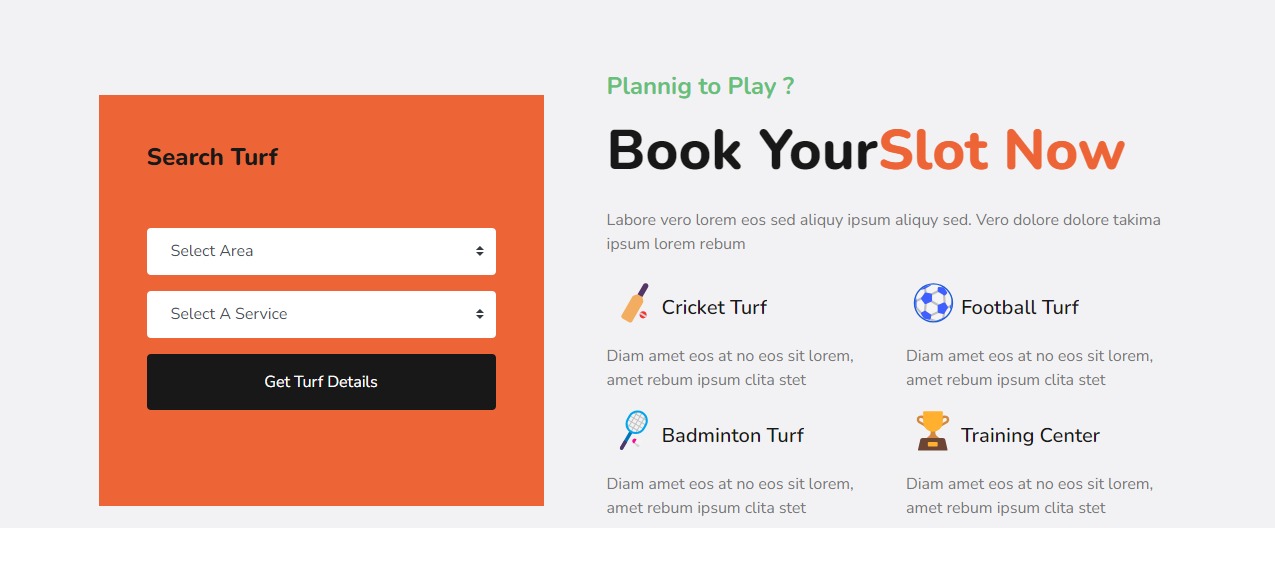 Search Turf
Select Area
Select A Service
Get Turf Details
Plannig to Play ?
Book YourSlot Now
Labore vero lorem eos sed aliquy ipsum aliquy sed. Vero dolore dolore takima
ipsum lorem rebum
Cricket Turf
Diam amet eos at no eos sit lorem,
amet rebum ipsum clita stet
Football Turf
Diam amet eos at no eos sit lorem,
amet rebum ipsum clita stet
Badminton Turf
Diam amet eos at no eos sit lorem,
amet rebum ipsum clita stet
Training Center
Diam amet eos at no eos sit lorem,
amet rebum ipsum clita stet